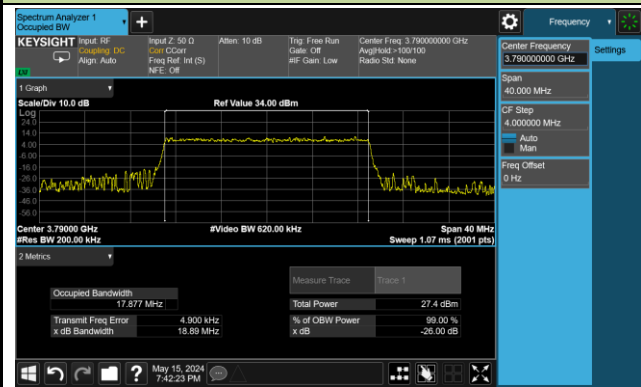 Spectrum Analyzer 1
Occupied BW
Frequency
KEYSIGHT
Input: RF
Coupling: DC
Align: Auto
Input Z: 50 Ω
Corr CCorr
Freq Ref: Int (S)
NFE: Off
Atten: 10 dB
Trig: Free Run
Gate: Off
#IF Gain: Low
Center Freq: 3.790000000 GHz
Avg|Hold:>100/100
Radio Std: None
Center Frequency
3.790000000 GHz
Settings
Span
40.000 MHz
CF Step
4.000000 MHz
Auto
Man
Freq Offset
0 Hz
1 Graph
Scale/Div 10.0 dB
Ref Value 34.00 dBm
Log
24.0
14.0
4.00
-6.00
-16.0
-26.0
-36.0
-46.0
-56.0
Center 3.79000 GHz
#Video BW 620.00 kHz
Span 40 MHz
#Res BW 200.00 kHz
Sweep 1.07 ms (2001 pts)
2 Metrics
Measure Trace
Trace 1
Occupied Bandwidth
17.877 MHz
Total Power
27.4 dBm
Transmit Freq Error
4.900 kHz
% of OBW Power
99.00 %
x dB Bandwidth
18.89 MHz
x dB
-26.00 dB
May 15, 2024
7:42:23 PM